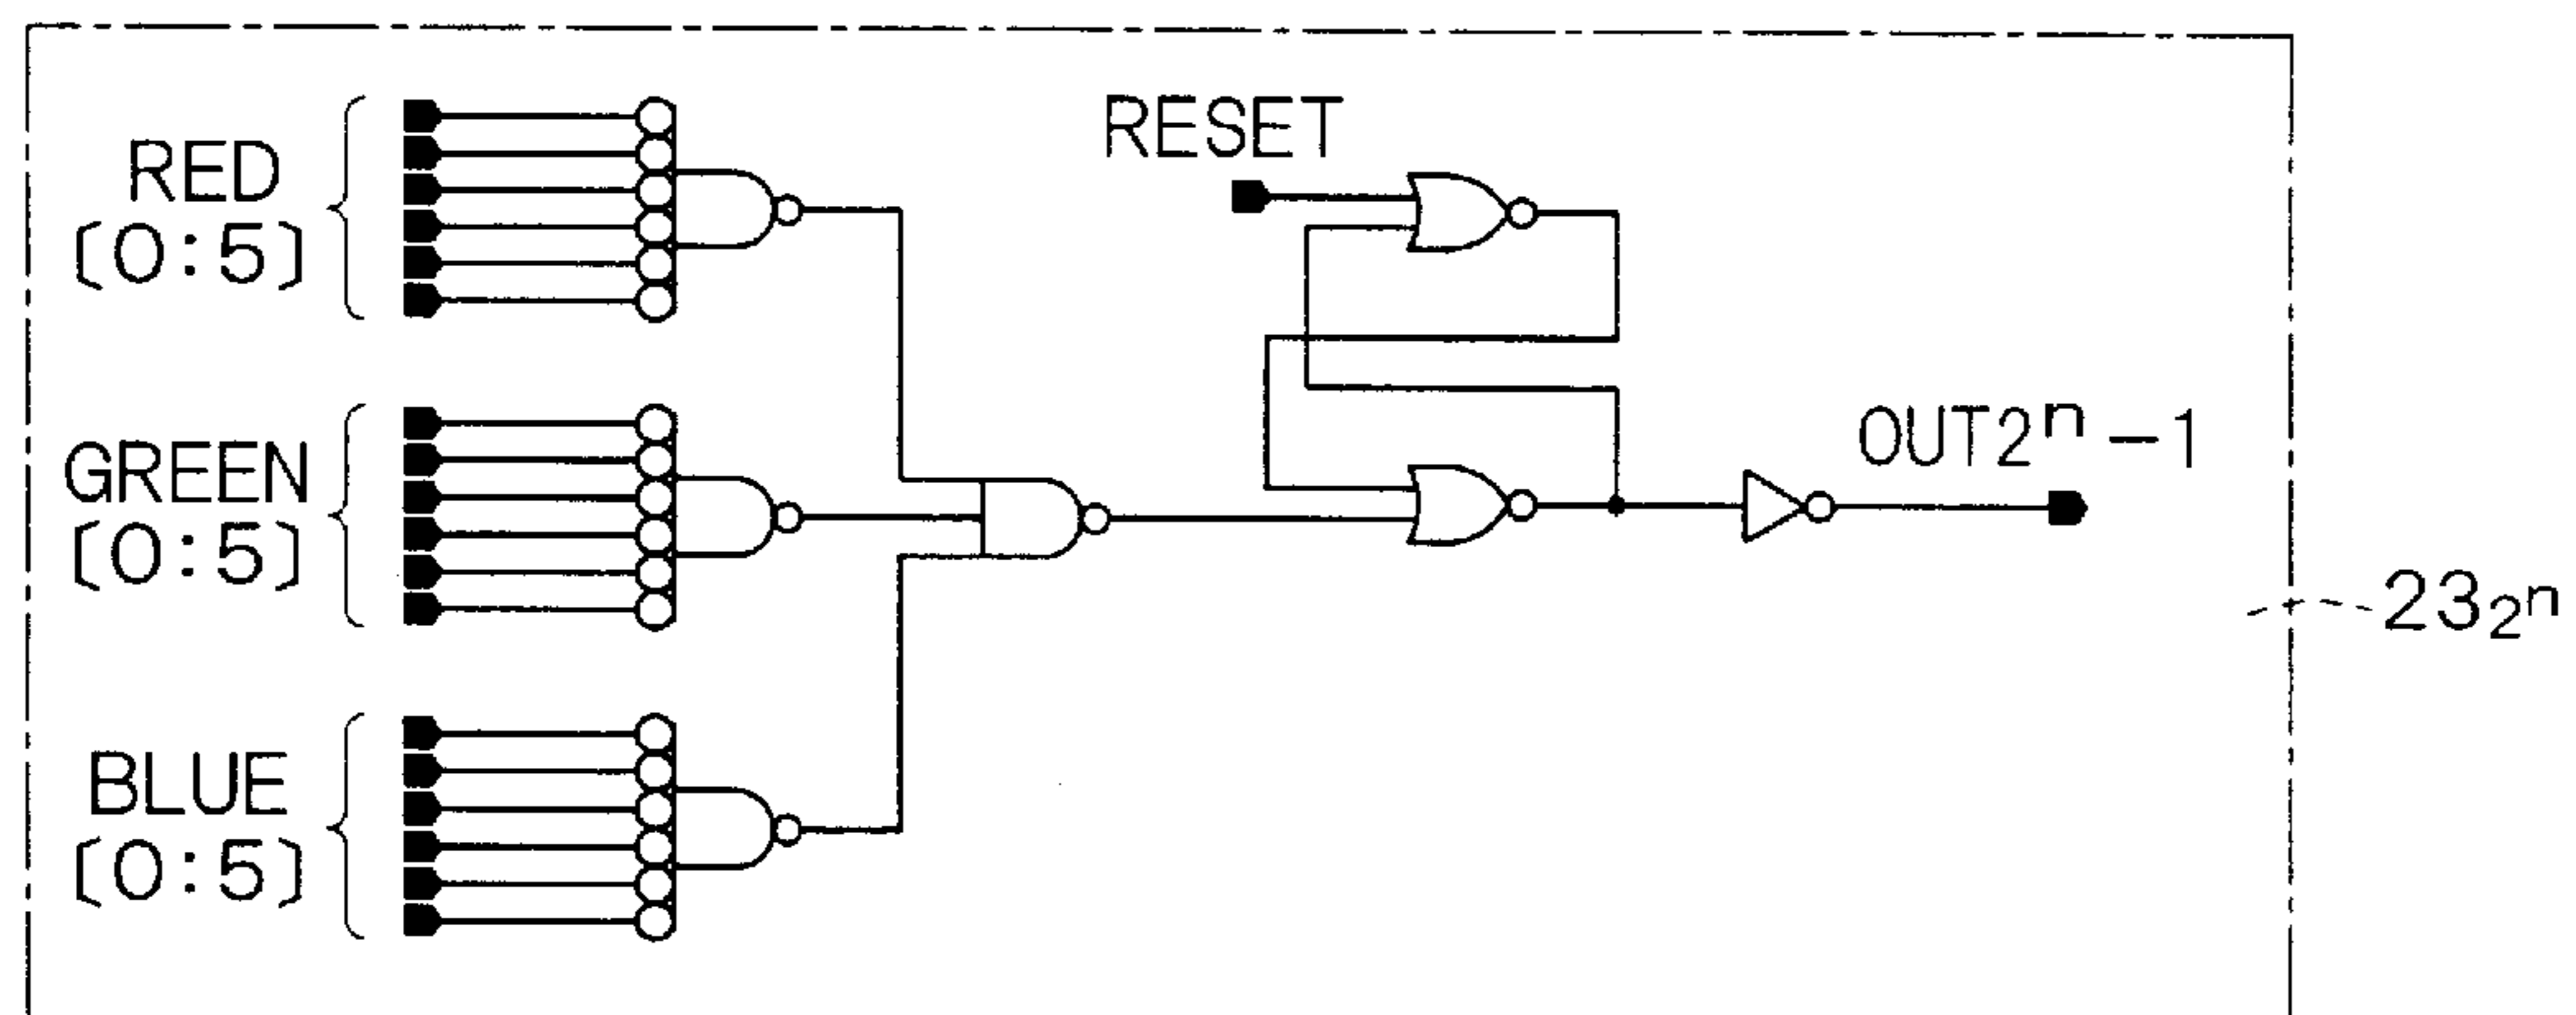 RED
[0:5]
RESET
GREEN
[0:5]
OUT2ⁿ-1
23₂ⁿ
BLUE
[0:5]